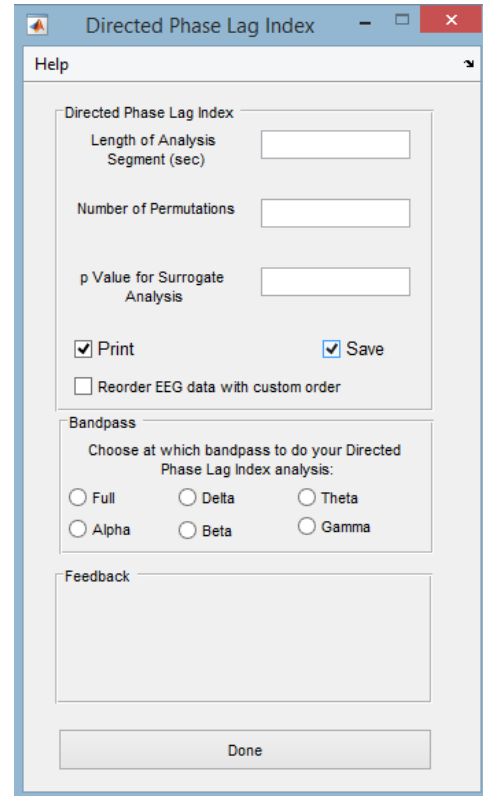 Directed Phase Lag Index
Help
Directed Phase Lag Index
Length of Analysis
Segment (sec)
Number of Permutations
p Value for Surrogate
Analysis
Print
Save
Reorder EEG data with custom order
Bandpass
Choose at which bandpass to do your Directed
Phase Lag Index analysis:
Full
Delta
Theta
Alpha
Beta
Gamma
Feedback
Done